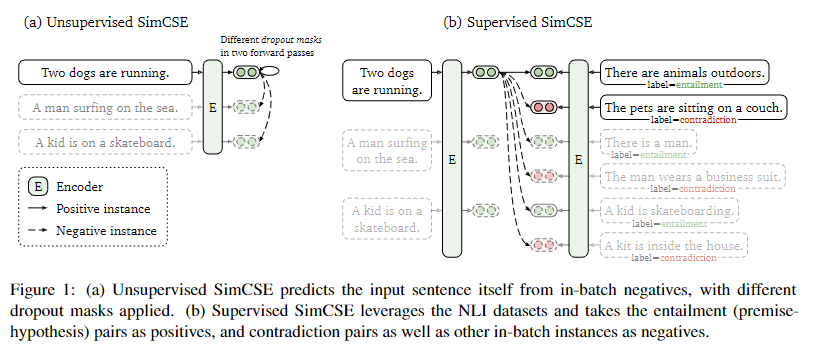 (a) Unsupervised SimCSE
Different dropout masks
in two forward passes
Two dogs are running.
A man surfing on the sea.
A kid is on a skateboard.
E
E Encoder
Positive instance
Negative instance
(b) Supervised SimCSE
Two dogs
are running.
A man surfing
on the sea.
A kid is on a
skateboard.
E
E
There are animals outdoors.
label=entailment
The pets are sitting on a couch.
label=contradiction
There is a man.
label=entailment
The man wears a business suit.
label=contradiction
A kid is skateboarding.
label=entailment
A kit is inside the house.
label=contradiction
Figure 1: (a) Unsupervised SimCSE predicts the input sentence itself from in-batch negatives, with different
dropout masks applied. (b) Supervised SimCSE leverages the NLI datasets and takes the entailment (premise-
hypothesis) pairs as positives, and contradiction pairs as well as other in-batch instances as negatives.